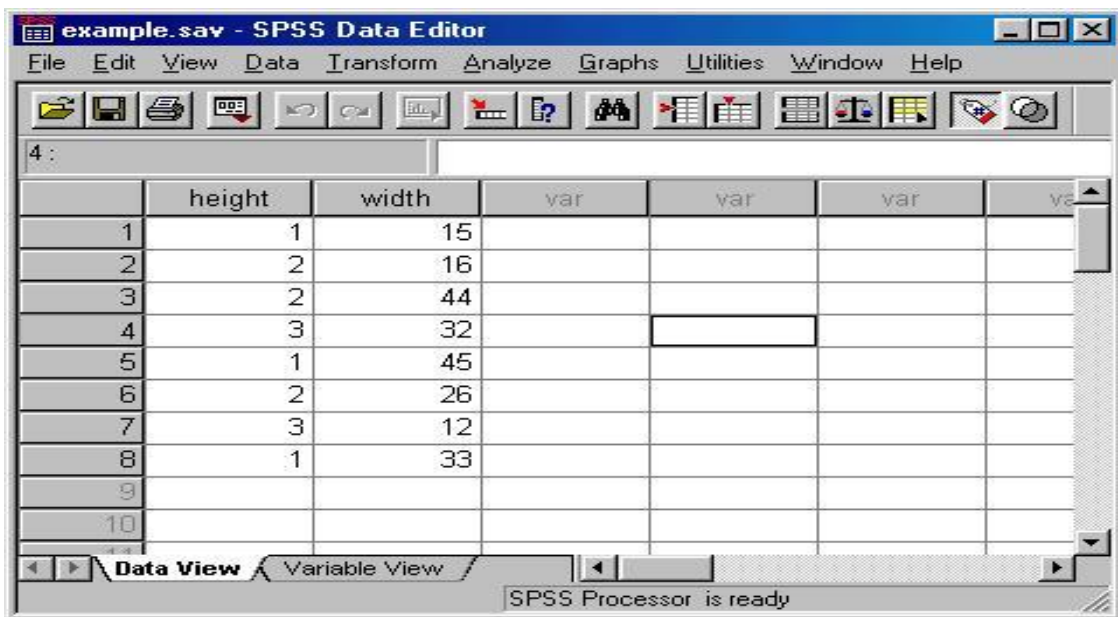 example.sav - SPSS Data Editor
File Edit View Data Transform Analyze Graphs Utilities Window Help
4 :
height width var var var va
1 1 15
2 2 16
3 2 44
4 3 32
5 1 45
6 2 26
7 3 12
8 1 33
9
10
11
Data View Variable View
SPSS Processor is ready